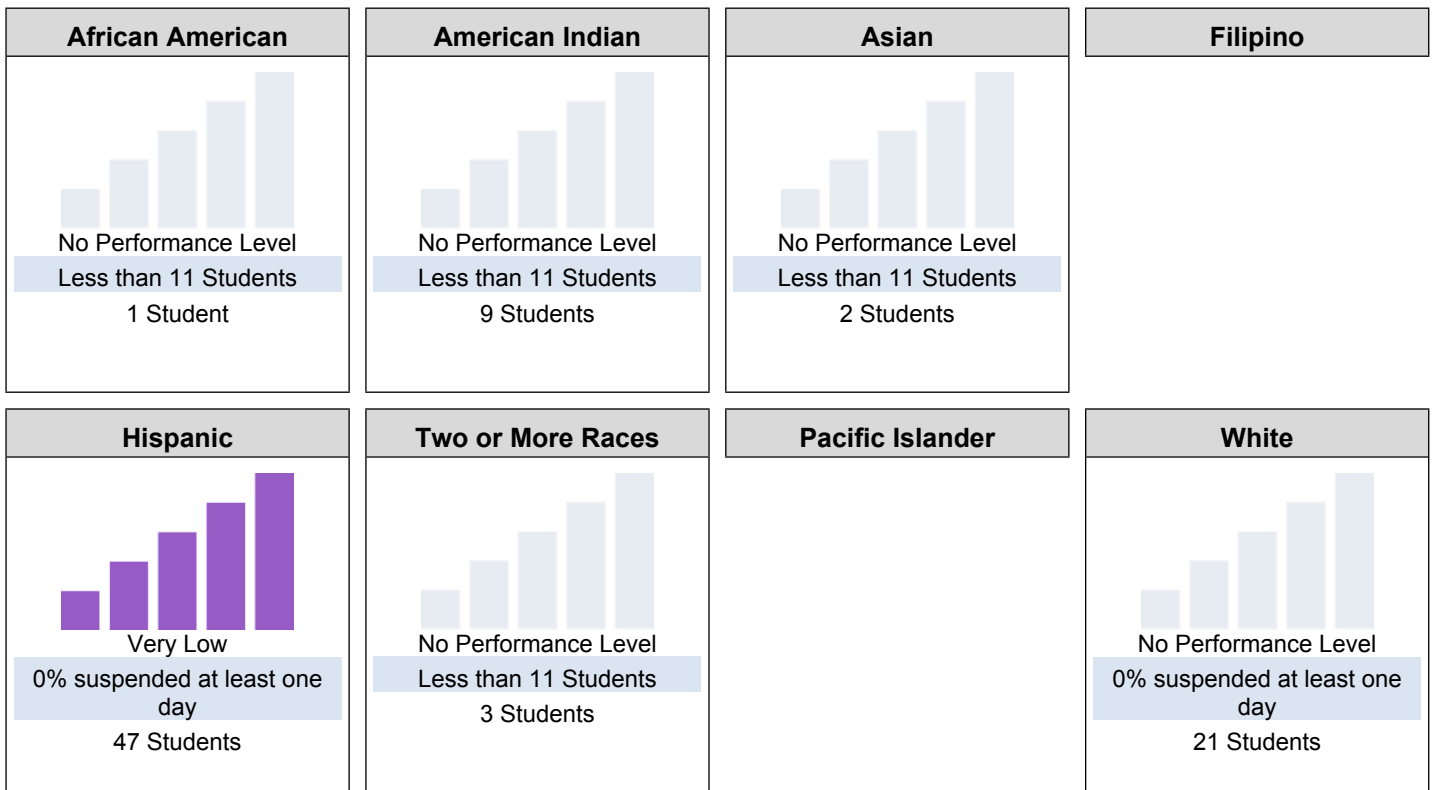 African American
No Performance Level
Less than 11 Students
1 Student
American Indian
No Performance Level
Less than 11 Students
9 Students
Asian
No Performance Level
Less than 11 Students
2 Students
Filipino
Hispanic
Very Low
0% suspended at least one
day
47 Students
Two or More Races
No Performance Level
Less than 11 Students
3 Students
Pacific Islander
White
No Performance Level
0% suspended at least one
day
21 Students